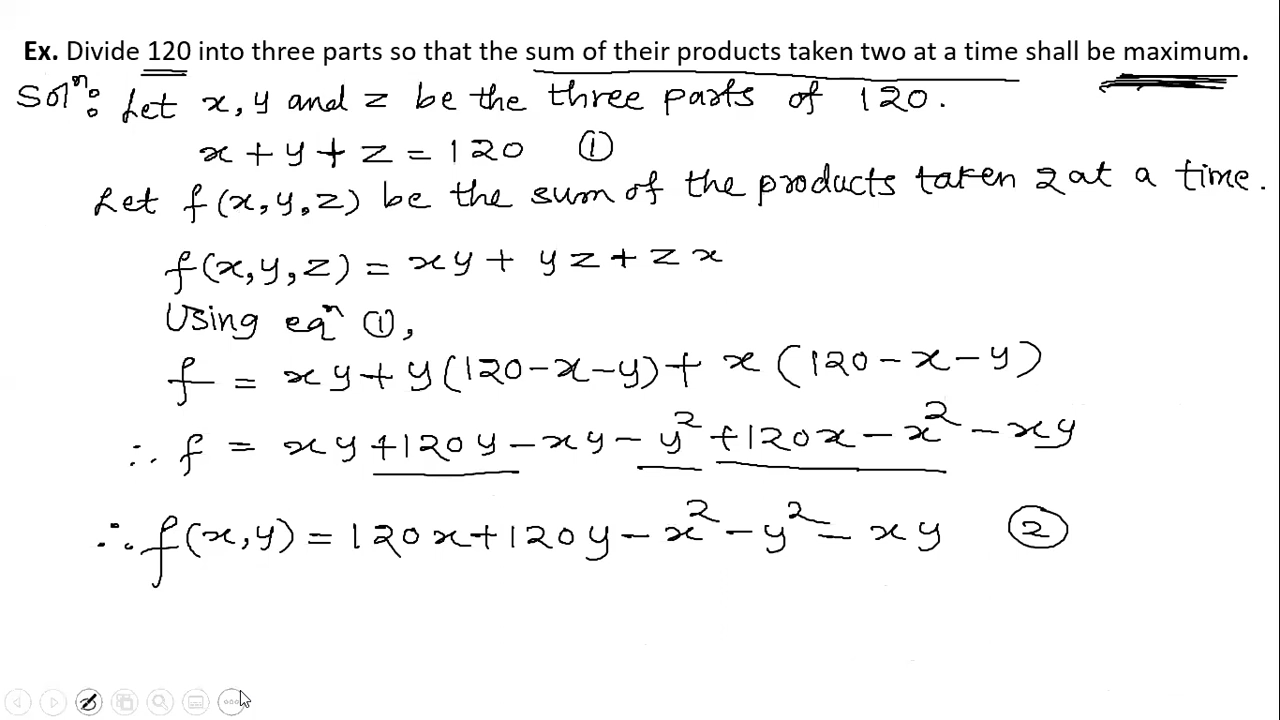 Ex. Divide 120 into three parts so that the sum of their products taken two at a time shall be maximum.
Solⁿ: Let x, y and z be the three parts of 120.
x + y + z = 120 ①
Let f(x, y, z) be the sum of the products taken 2 at a time.
f(x, y, z) = xy + yz + zx
Using eqⁿ ①,
f = xy + y(120 - x - y) + x(120 - x - y)
∴ f = xy + 120y - xy - y² + 120x - x² - xy
∴ f(x, y) = 120x + 120y - x² - y² - xy ②